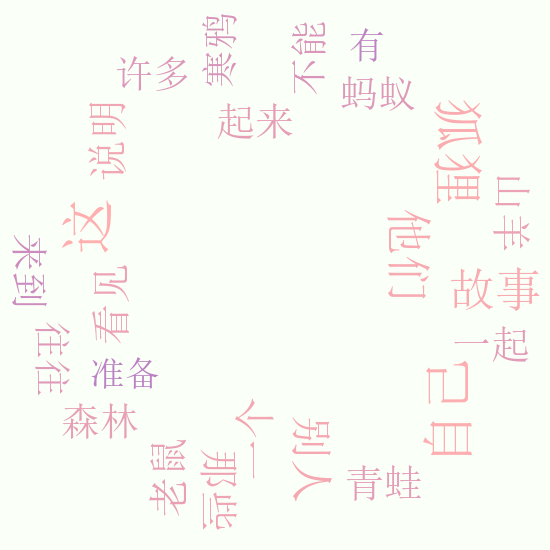 有
寒鸦
不能
许多
蚂蚁
起来
狐狸
说明
山羊
这
他们
来到
看见
故事
往往
一起
准备
自己
森林
一个
别人
老鼠
那些
青蛙